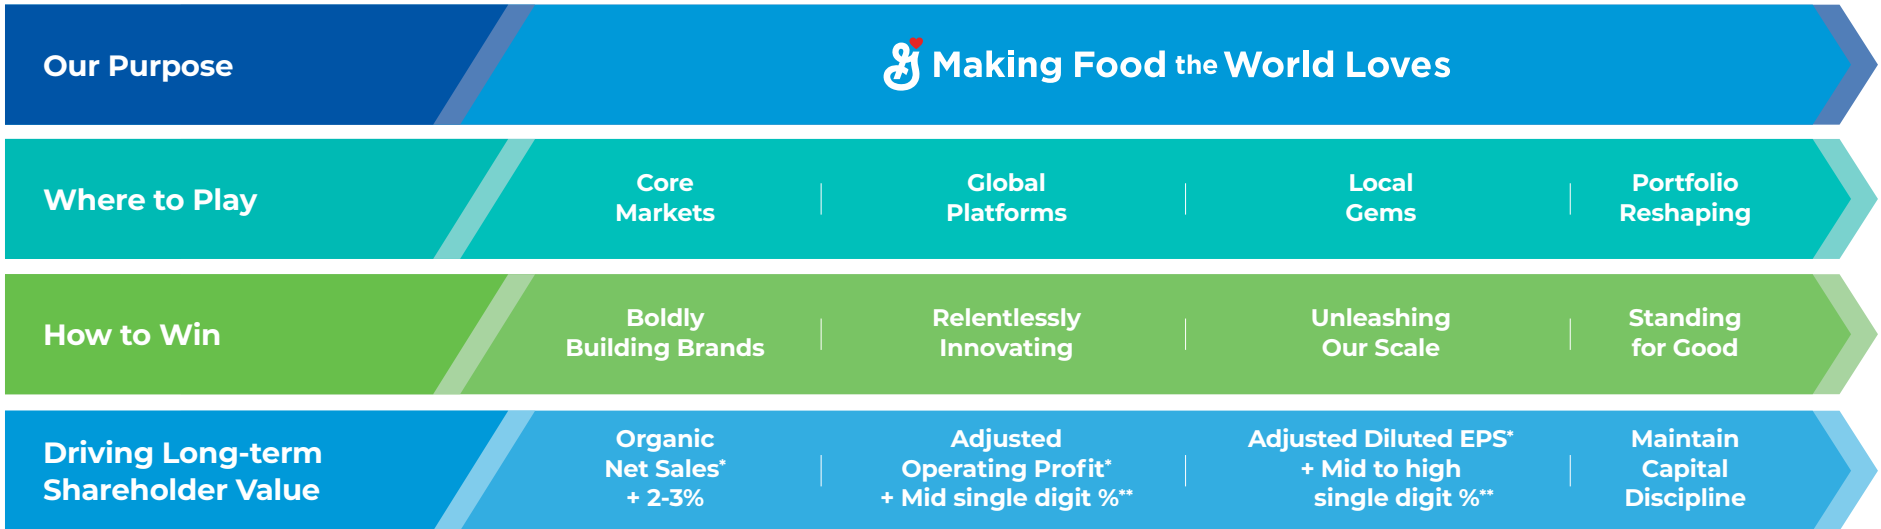 Our Purpose
Making Food the World Loves
Where to Play
Core
Markets
Global
Platforms
Local
Gems
Portfolio
Reshaping
How to Win
Boldly
Building Brands
Relentlessly
Innovating
Unleashing
Our Scale
Standing
for Good
Driving Long-term
Shareholder Value
Organic
Net Sales*
+ 2-3%
Adjusted
Operating Profit*
+ Mid single digit %**
Adjusted Diluted EPS*
+ Mid to high
single digit %**
Maintain
Capital
Discipline